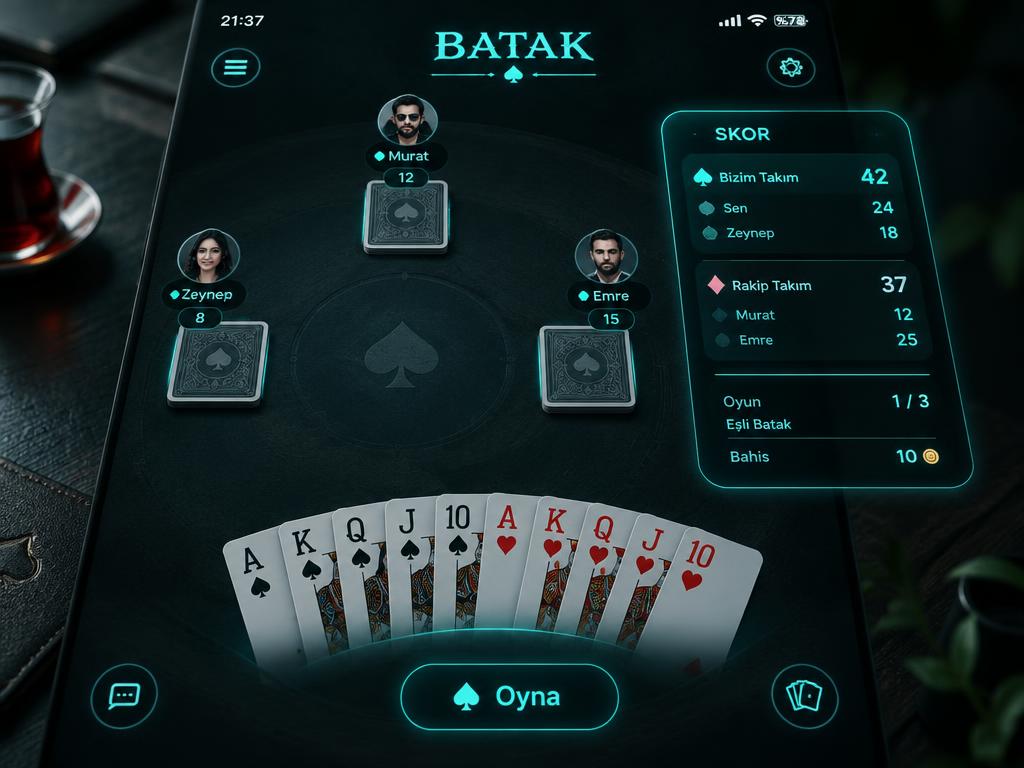 21:37
BATAK
Murat
12
Zeynep
8
Emre
15
SKOR
Bizim Takım 42
Sen 24
Zeynep 18
Rakip Takım 37
Murat 12
Emre 25
Oyun 1 / 3
Eşli Batak
Bahis 10
A K Q J 10 A K Q J 10
Oyna